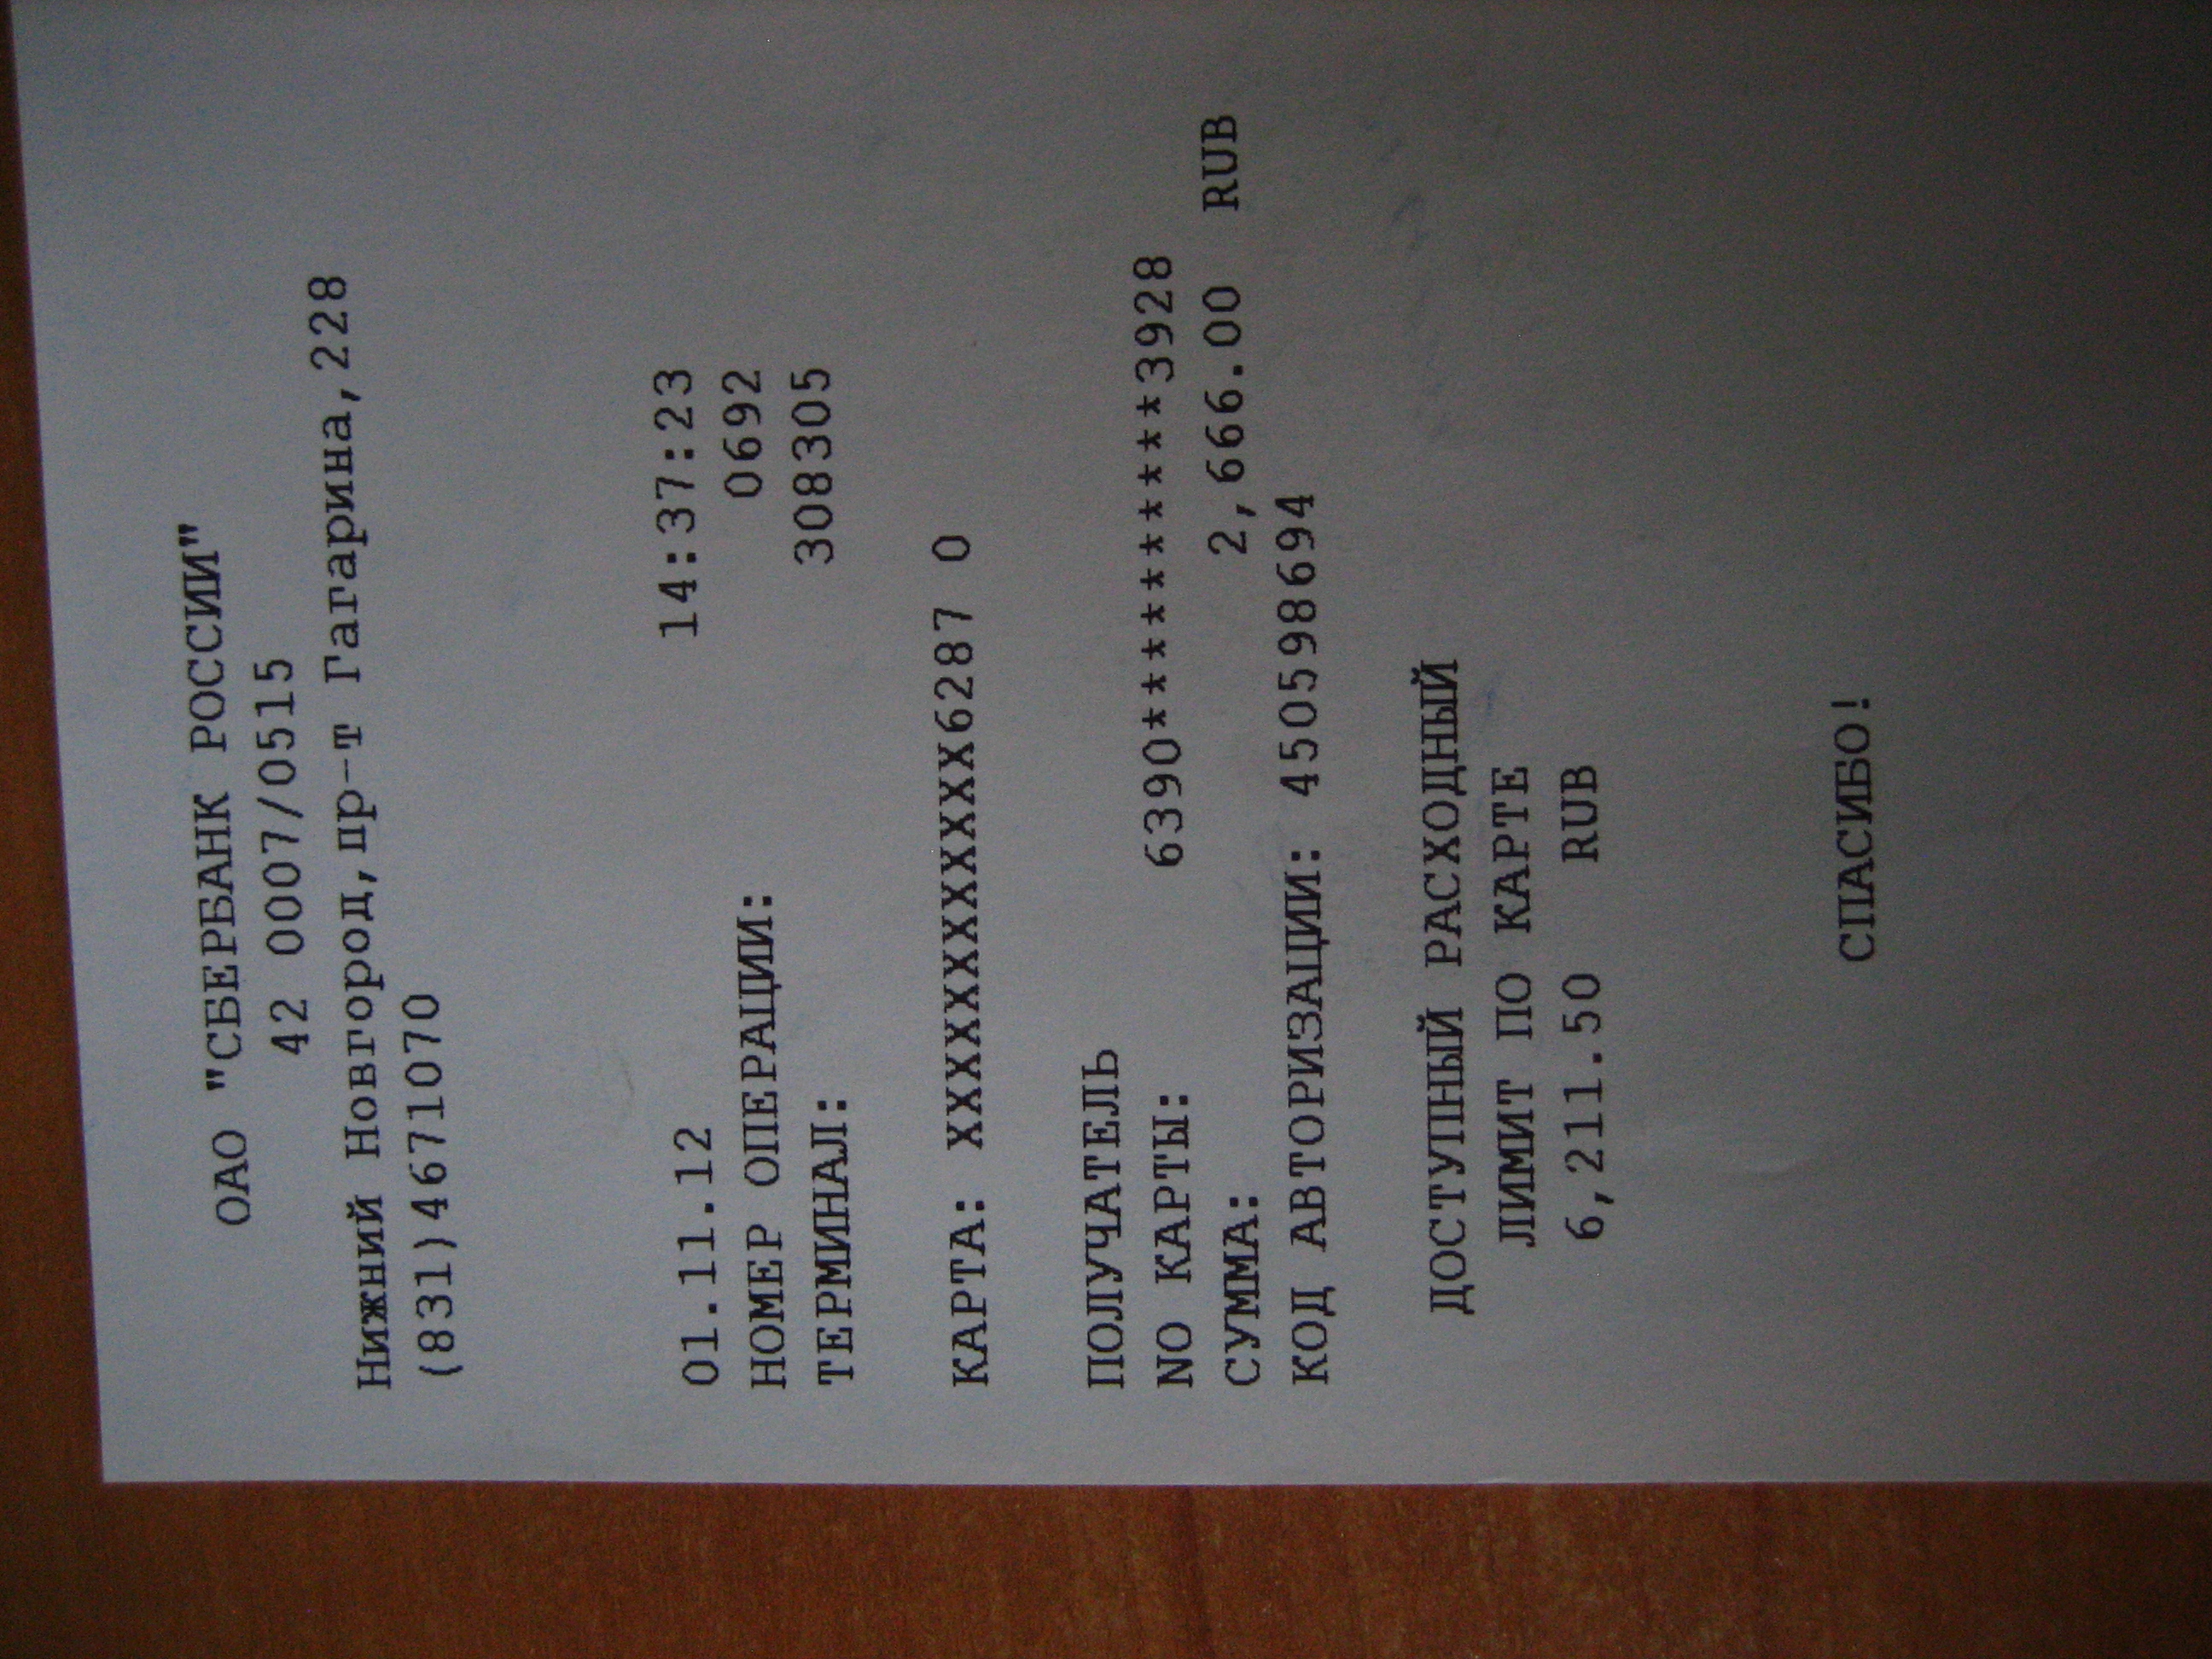 ОАО "СБЕРБАНК РОССИИ"
42 0007/0515
Нижний Новгород,пр-т Гагарина,228
(831)4671070
01.11.12 14:37:23
НОМЕР ОПЕРАЦИИ: 0692
ТЕРМИНАЛ: 308305
КАРТА: XXXXXXXXXXXXXX6287 0
ПОЛУЧАТЕЛЬ
NO КАРТЫ: 6390**********3928
СУММА: 2,666.00 RUB
КОД АВТОРИЗАЦИИ: 450598694
ДОСТУПНЫЙ РАСХОДНЫЙ
ЛИМИТ ПО КАРТЕ
6,211.50 RUB
СПАСИБО!